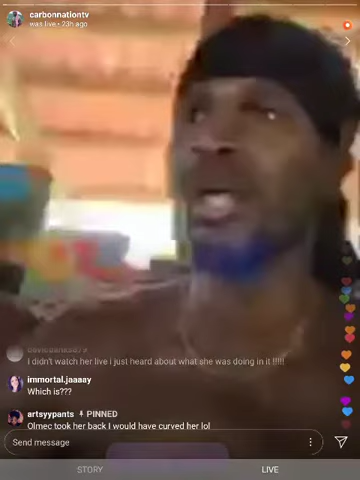 carbonnationtv
was live • 23h ago
I didn't watch her live i just heard about what she was doing in it !!!!!
immortal.jaaaay
Which is???
artsyypants PINNED
Olmec took her back I would have curved her lol
Send message
STORY
LIVE